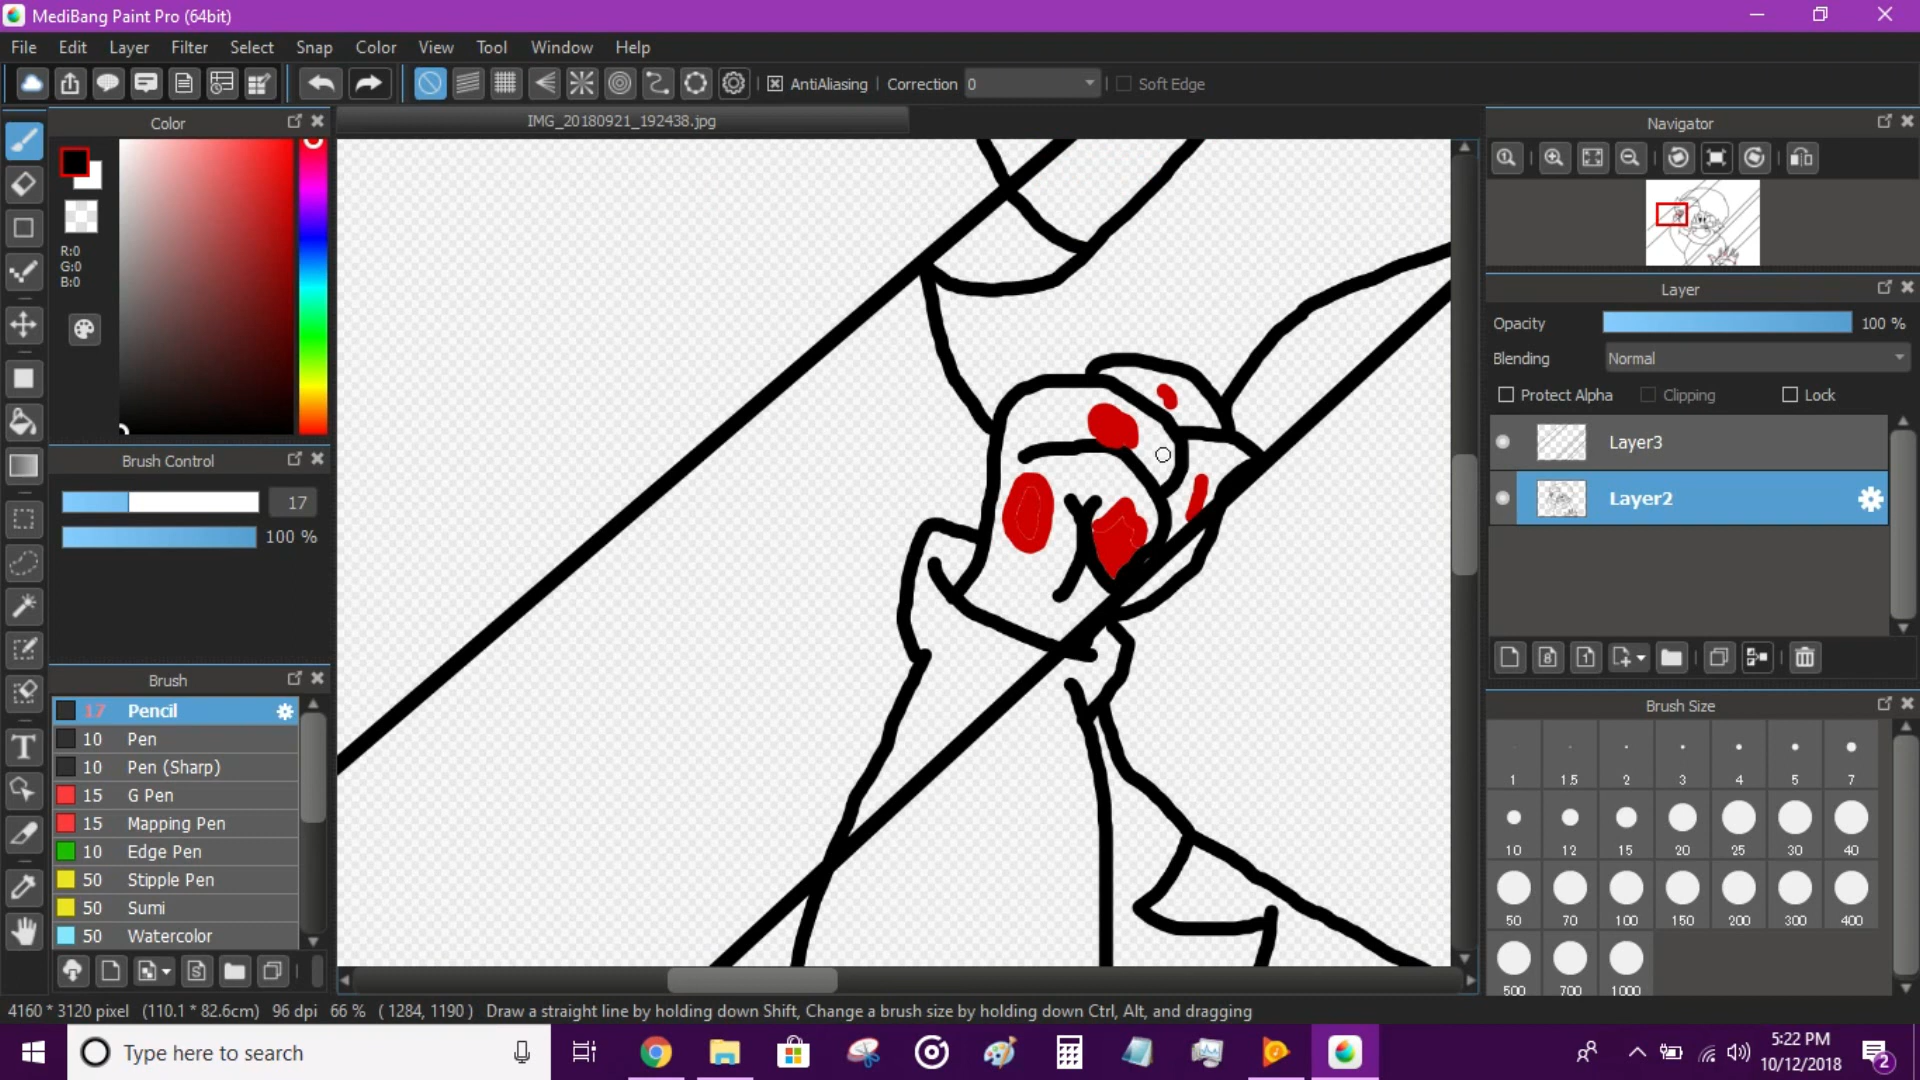 MediBang Paint Pro (64bit)
File Edit Layer Filter Select Snap Color View Tool Window Help
AntiAliasing Correction 0 Soft Edge
Color
R:0
G:0
B:0
Brush Control
17
100 %
Brush
17 Pencil
10 Pen
10 Pen (Sharp)
15 G Pen
15 Mapping Pen
10 Edge Pen
50 Stipple Pen
50 Sumi
50 Watercolor
IMG_20180921_192438.jpg
Navigator
Layer
Opacity 100 %
Blending Normal
Protect Alpha Clipping Lock
Layer3
Layer2
8 1
Brush Size
1 1.5 2 3 4 5 7
10 12 15 20 25 30 40
50 70 100 150 200 300 400
500 700 1000
4160 * 3120 pixel (110.1 * 82.6cm) 96 dpi 66 % ( 1284, 1190 ) Draw a straight line by holding down Shift, Change a brush size by holding down Ctrl, Alt, and dragging
Type here to search
5:22 PM
10/12/2018
2